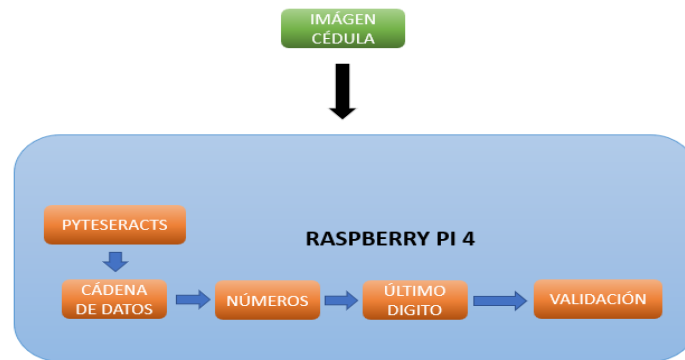 IMÁGEN
CÉDULA
PYTESERACTS
RASPBERRY PI 4
CÁDENA
DE DATOS
NÚMEROS
ÚLTIMO
DIGITO
VALIDACIÓN